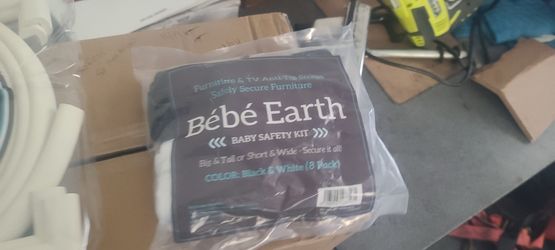 Furniture & TV Anti-Tip Straps
Safely Secure Furniture
Bébé Earth
<<< BABY SAFETY KIT >>>
Big & Tall or Short & Wide - Secure it all!
COLOR: Black & White (8 Pack)